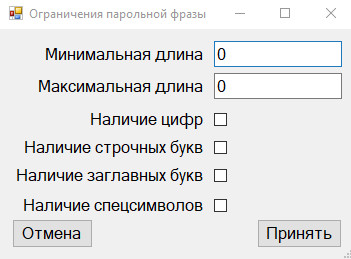 Ограничения парольной фразы
Минимальная длина 0
Максимальная длина 0
Наличие цифр
Наличие строчных букв
Наличие заглавных букв
Наличие спецсимволов
Отмена Принять